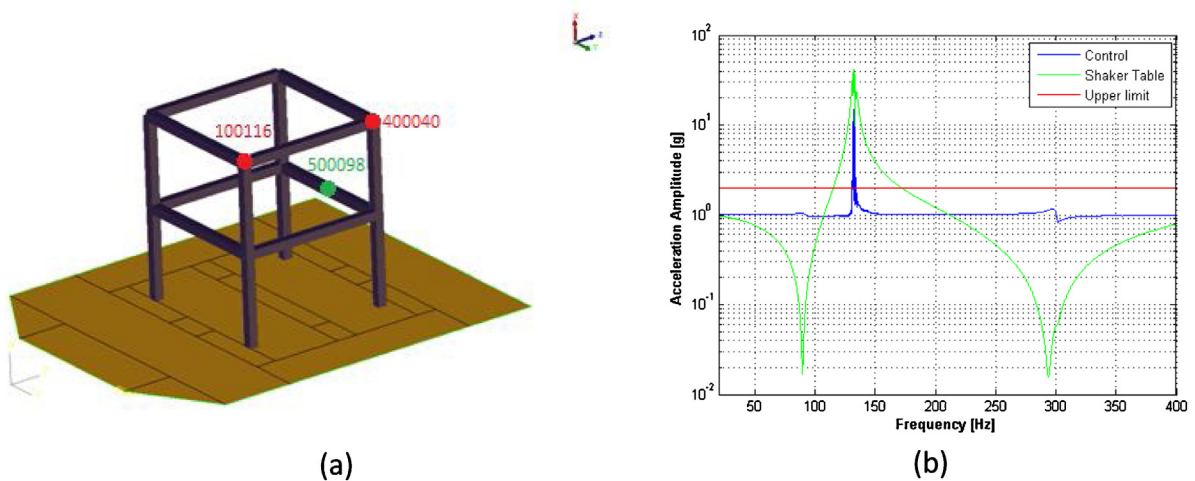 100116
400040
500098
X
Z
Y
(a)
10^2
10^1
10^0
10^-1
10^-2
Acceleration Amplitude [g]
Control
Shaker Table
Upper limit
50 100 150 200 250 300 350 400
Frequency [Hz]
(b)